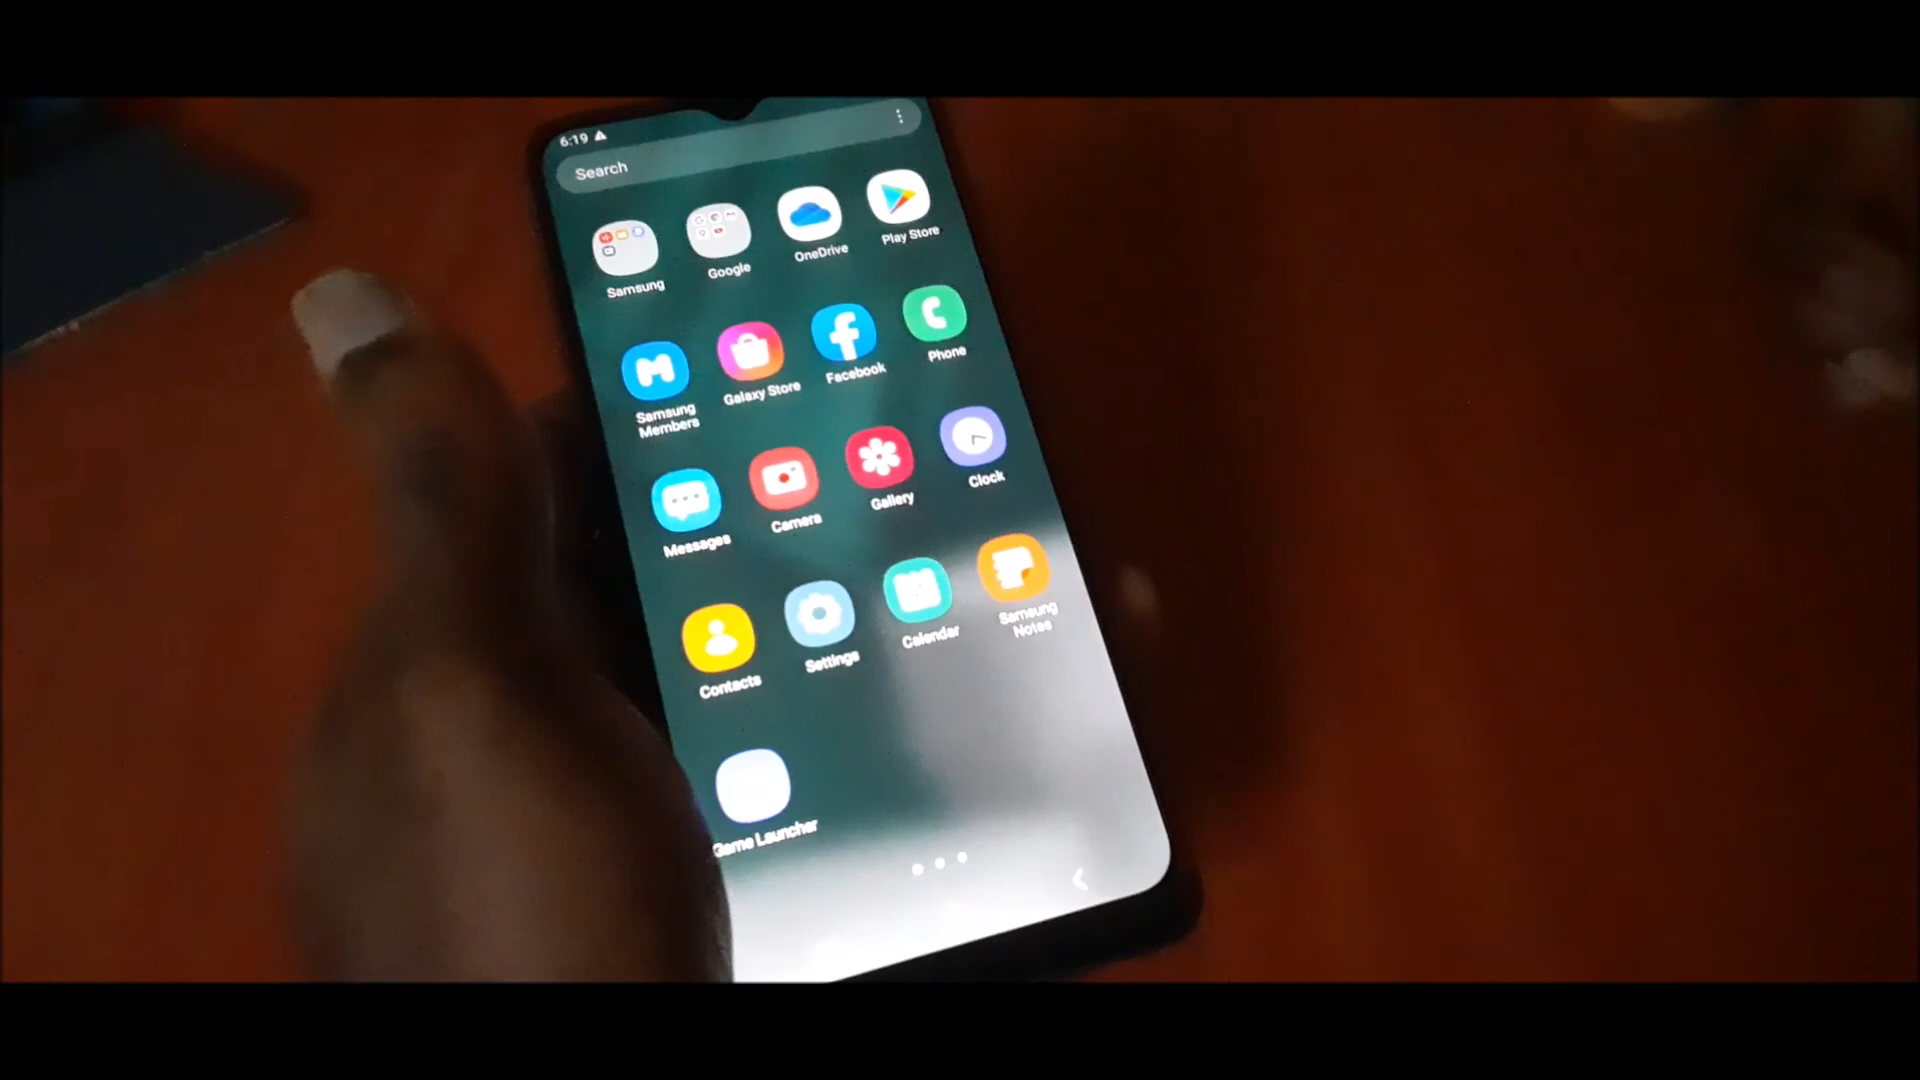 6:19
Search
Samsung
Google
OneDrive
Play Store
Samsung
Members
Galaxy Store
Facebook
Phone
Messages
Camera
Gallery
Clock
Contacts
Settings
Calendar
Samsung
Notes
Game Launcher